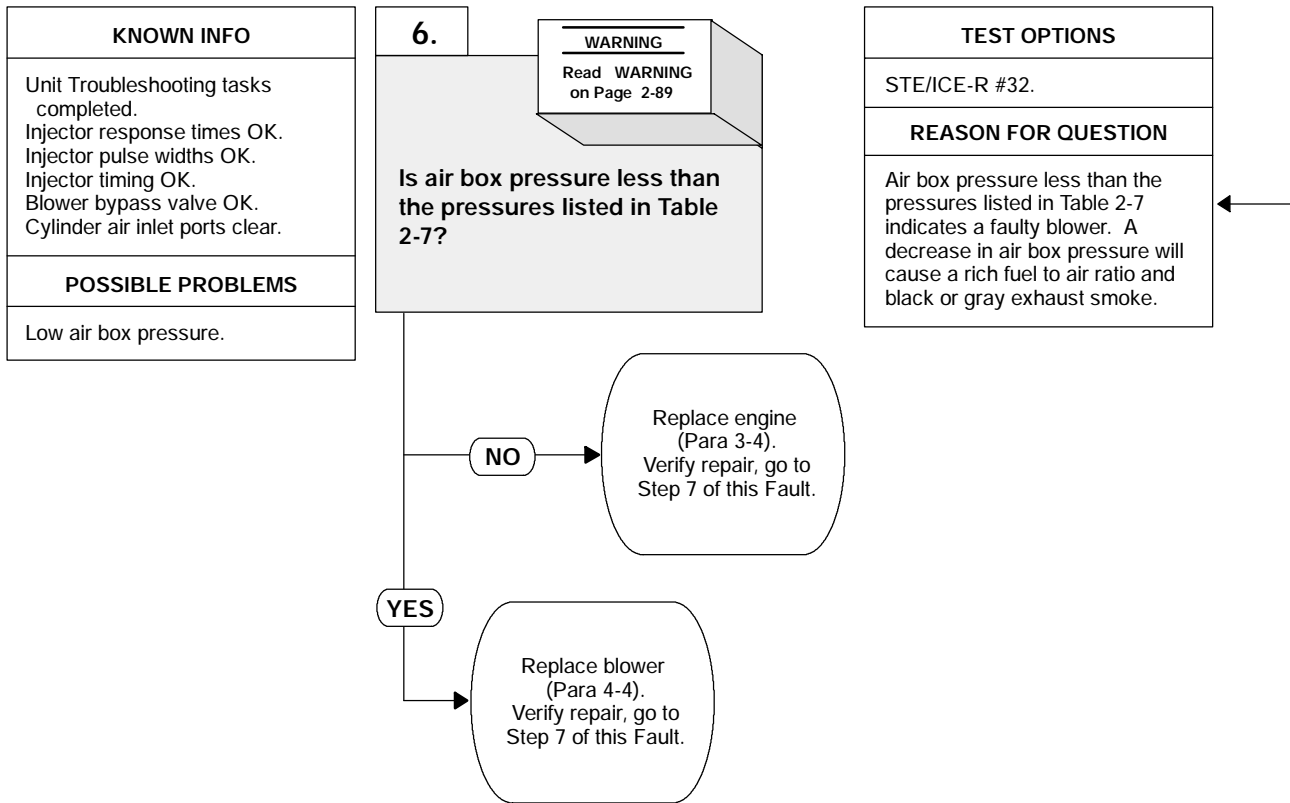 KNOWN INFO
Unit Troubleshooting tasks
completed.
Injector response times OK.
Injector pulse widths OK.
Injector timing OK.
Blower bypass valve OK.
Cylinder air inlet ports clear.
POSSIBLE PROBLEMS
Low air box pressure.
6.
WARNING
Read WARNING
on Page 2-89
Is air box pressure less than
the pressures listed in Table
2-7?
TEST OPTIONS
STE/ICE-R #32.
REASON FOR QUESTION
Air box pressure less than the
pressures listed in Table 2-7
indicates a faulty blower. A
decrease in air box pressure will
cause a rich fuel to air ratio and
black or gray exhaust smoke.
NO
Replace engine
(Para 3-4).
Verify repair, go to
Step 7 of this Fault.
YES
Replace blower
(Para 4-4).
Verify repair, go to
Step 7 of this Fault.